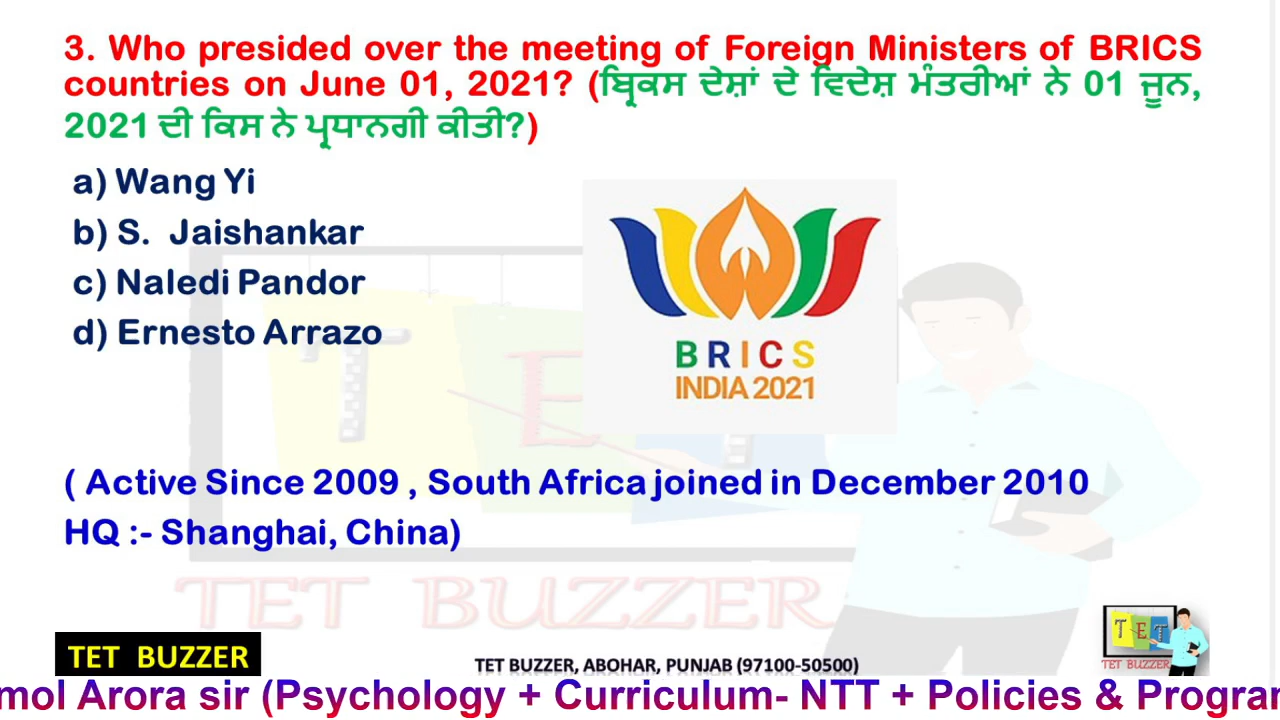 3. Who presided over the meeting of Foreign Ministers of BRICS
countries on June 01, 2021? (ਬ੍ਰਿਕਸ ਦੇਸ਼ਾਂ ਦੇ ਵਿਦੇਸ਼ ਮੰਤਰੀਆਂ ਨੇ 01 ਜੂਨ,
2021 ਦੀ ਕਿਸ ਨੇ ਪ੍ਰਧਾਨਗੀ ਕੀਤੀ?)
a) Wang Yi
b) S. Jaishankar
c) Naledi Pandor
d) Ernesto Arrazo
BRICS
INDIA 2021
( Active Since 2009 , South Africa joined in December 2010
HQ :- Shanghai, China)
TET
TET BUZZER
TET BUZZER
TET BUZZER, ABOHAR, PUNJAB (97100-50500)
TET
TET BUZZER
mol Arora sir (Psychology + Curriculum- NTT + Policies & Progra